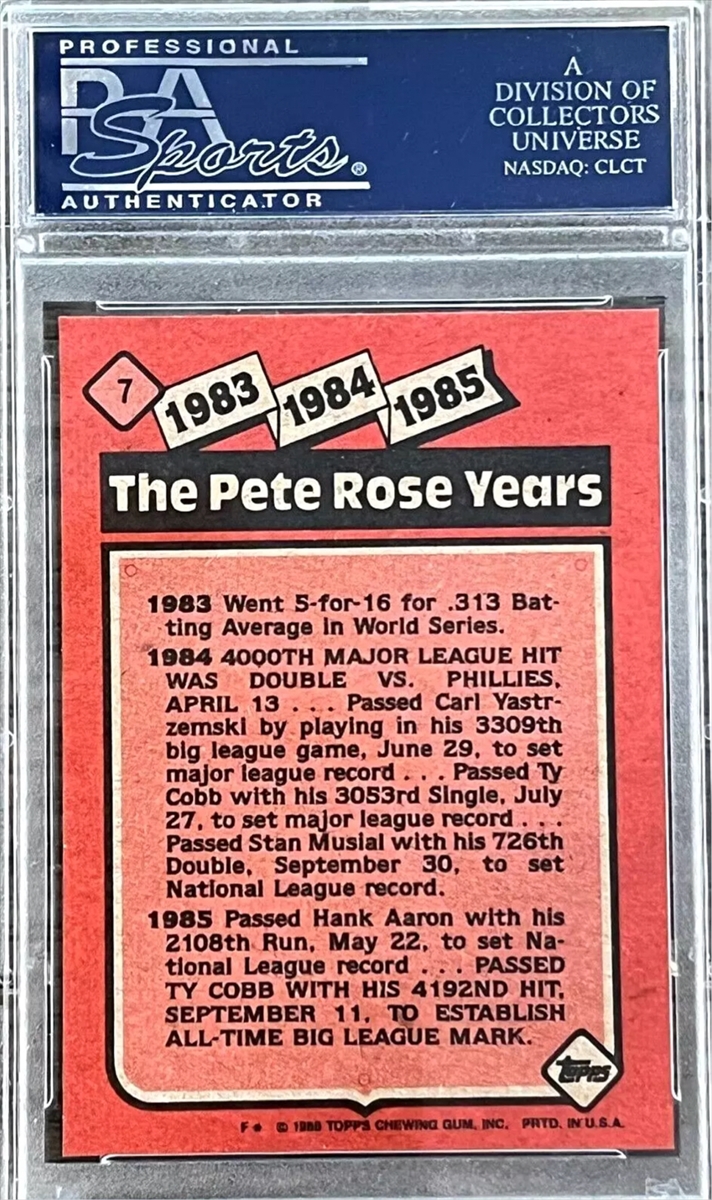 PROFESSIONAL
PSA
Sports®
AUTHENTICATOR
A
DIVISION OF
COLLECTORS
UNIVERSE
NASDAQ: CLCT
7
1983 1984 1985
The Pete Rose Years
1983 Went 5-for-16 for .313 Bat-
ting Average in World Series.
1984 4000TH MAJOR LEAGUE HIT
WAS DOUBLE VS. PHILLIES,
APRIL 13 . . . Passed Carl Yastr-
zemski by playing in his 3309th
big league game, June 29, to set
major league record . . . Passed Ty
Cobb with his 3053rd Single, July
27, to set major league record . . .
Passed Stan Musial with his 726th
Double, September 30, to set
National League record.
1985 Passed Hank Aaron with his
2108th Run, May 22, to set Na-
tional League record . . . PASSED
TY COBB WITH HIS 4192ND HIT,
SEPTEMBER 11, TO ESTABLISH
ALL-TIME BIG LEAGUE MARK.
TOPPS
F * © 1986 TOPPS CHEWING GUM, INC. PRTD. IN U.S.A.